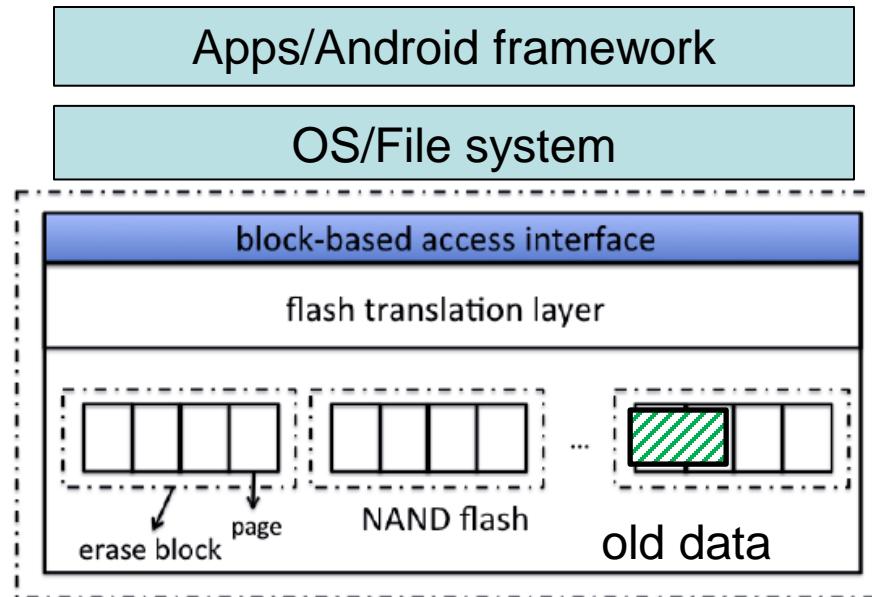 Apps/Android framework
OS/File system
block-based access interface
flash translation layer
...
erase block
page
NAND flash
old data